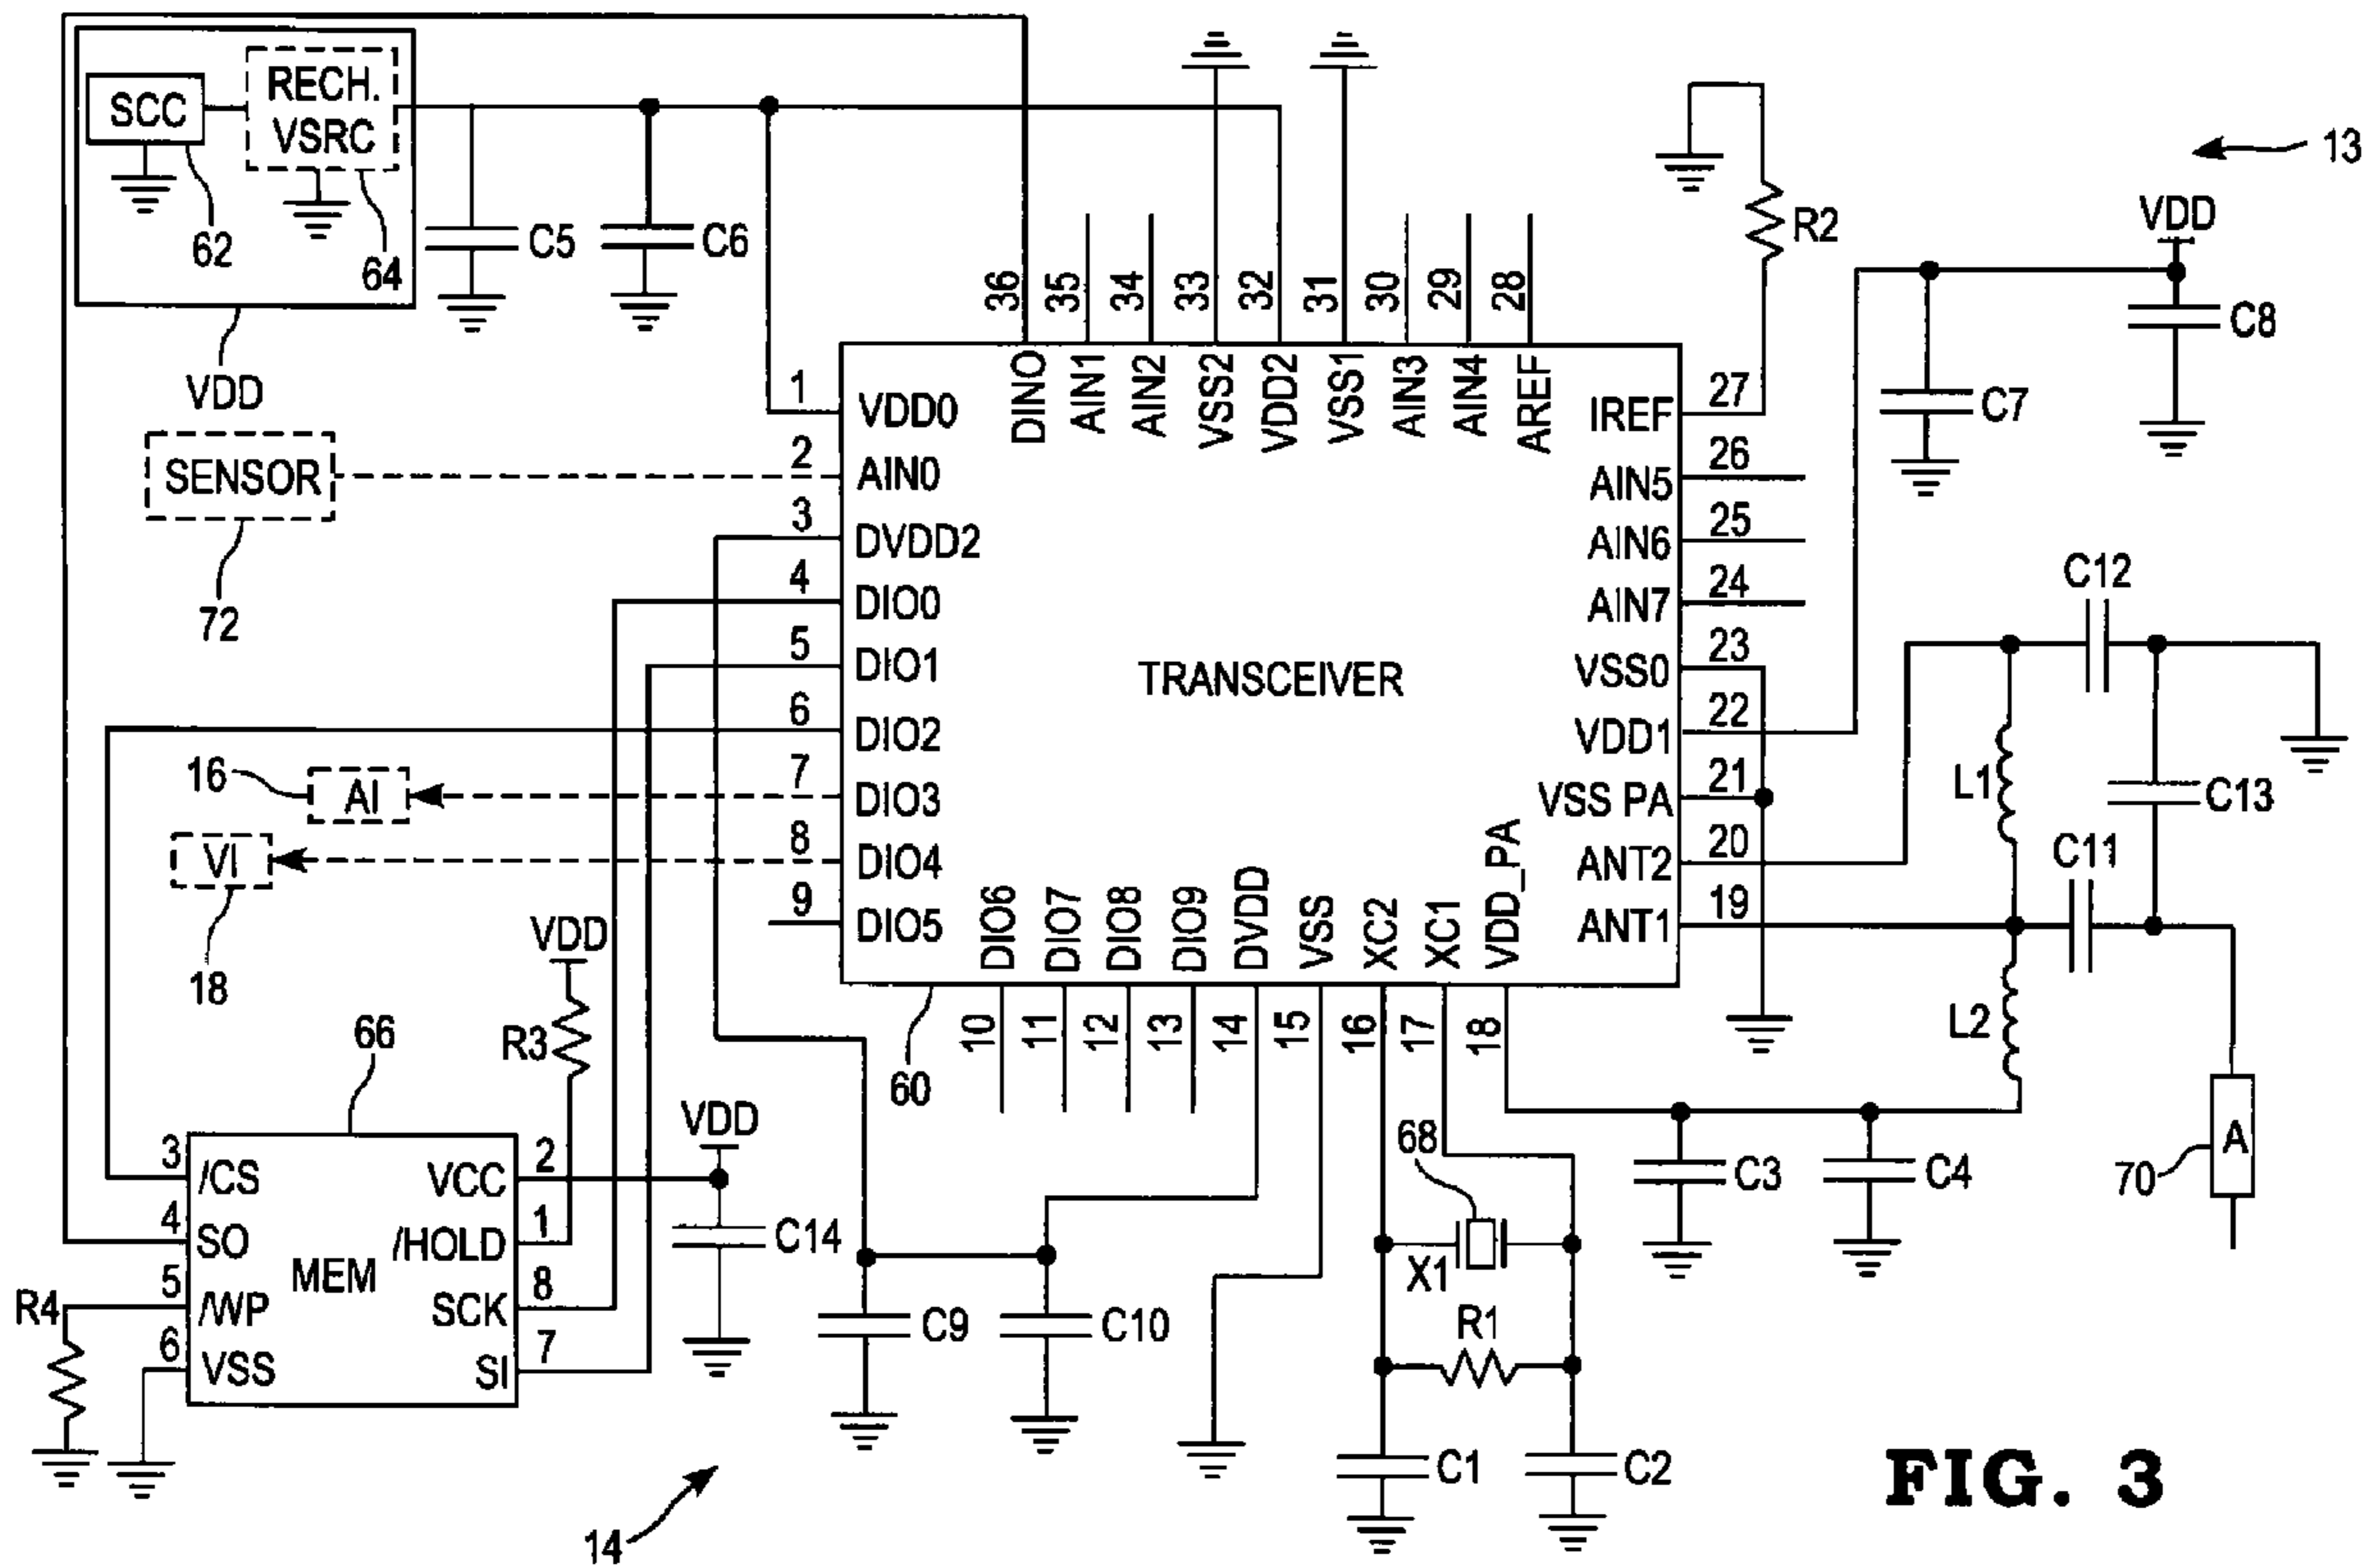 SCC
RECH.
VSRC
62
64
VDD
C5
C6
SENSOR
72
16
AI
VI
18
13
VDD
C8
C7
R2
36
35
34
33
32
31
30
29
28
DINO
AIN1
AIN2
VSS2
VDD2
VSS1
AIN3
AIN4
AREF
1
VDD0
2
AIN0
3
DVDD2
4
DIO0
5
DIO1
6
DIO2
7
DIO3
8
DIO4
9
DIO5
TRANSCEIVER
27
IREF
26
AIN5
25
AIN6
24
AIN7
23
VSS0
22
VDD1
21
VSS PA
20
ANT2
19
ANT1
DIO6
DIO7
DIO8
DIO9
DVDD
VSS
XC2
XC1
VDD_PA
10
11
12
13
14
15
16
17
18
60
C12
L1
C13
C11
L2
A
70
C3
C4
68
X1
R1
C1
C2
C9
C10
VDD
R3
66
VDD
C14
3
/CS
4
SO
5
/WP
6
VSS
MEM
2
VCC
1
/HOLD
8
SCK
7
SI
R4
14
FIG. 3